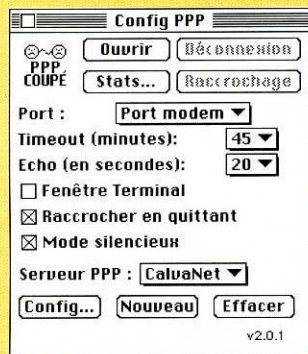 Config PPP
PPP
COUPÉ
Ouvrir
Déconnexion
Stats...
Raccrochage
Port : Port modem
Timeout (minutes): 45
Echo (en secondes): 20
Fenêtre Terminal
Raccrocher en quittant
Mode silencieux
Serveur PPP : CalvaNet
Config... Nouveau Effacer
v2.0.1